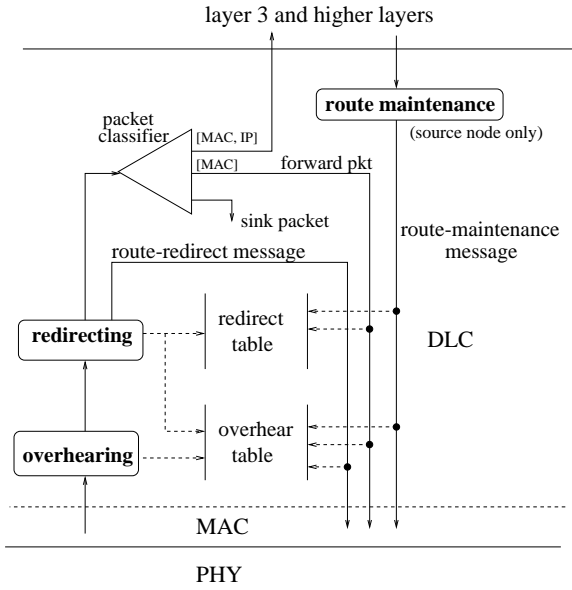 layer 3 and higher layers
route maintenance
(source node only)
packet
classifier
[MAC, IP]
[MAC]
forward pkt
sink packet
route-maintenance
message
route-redirect message
redirecting
redirect
table
DLC
overhearing
overhear
table
MAC
PHY